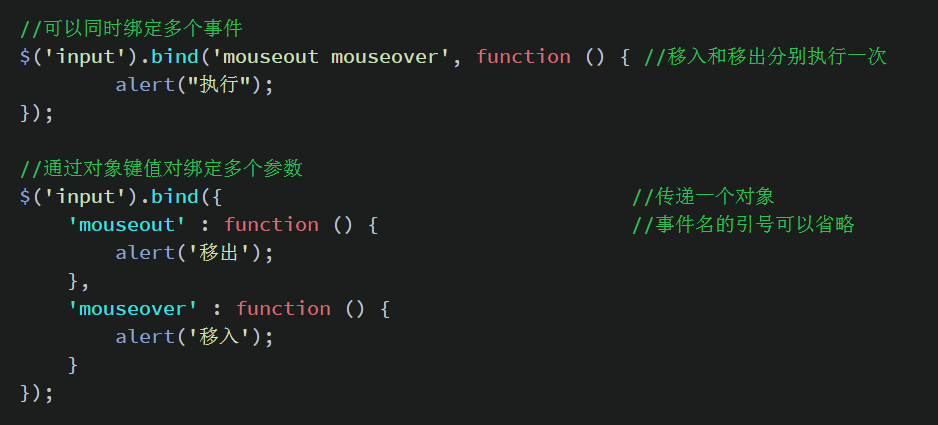 //可以同时绑定多个事件
$('input').bind('mouseout mouseover', function () { //移入和移出分别执行一次
        alert("执行");
});

//通过对象键值对绑定多个参数
$('input').bind({                                   //传递一个对象
    'mouseout' : function () {                      //事件名的引号可以省略
        alert('移出');
    },
    'mouseover' : function () {
        alert('移入');
    }
});